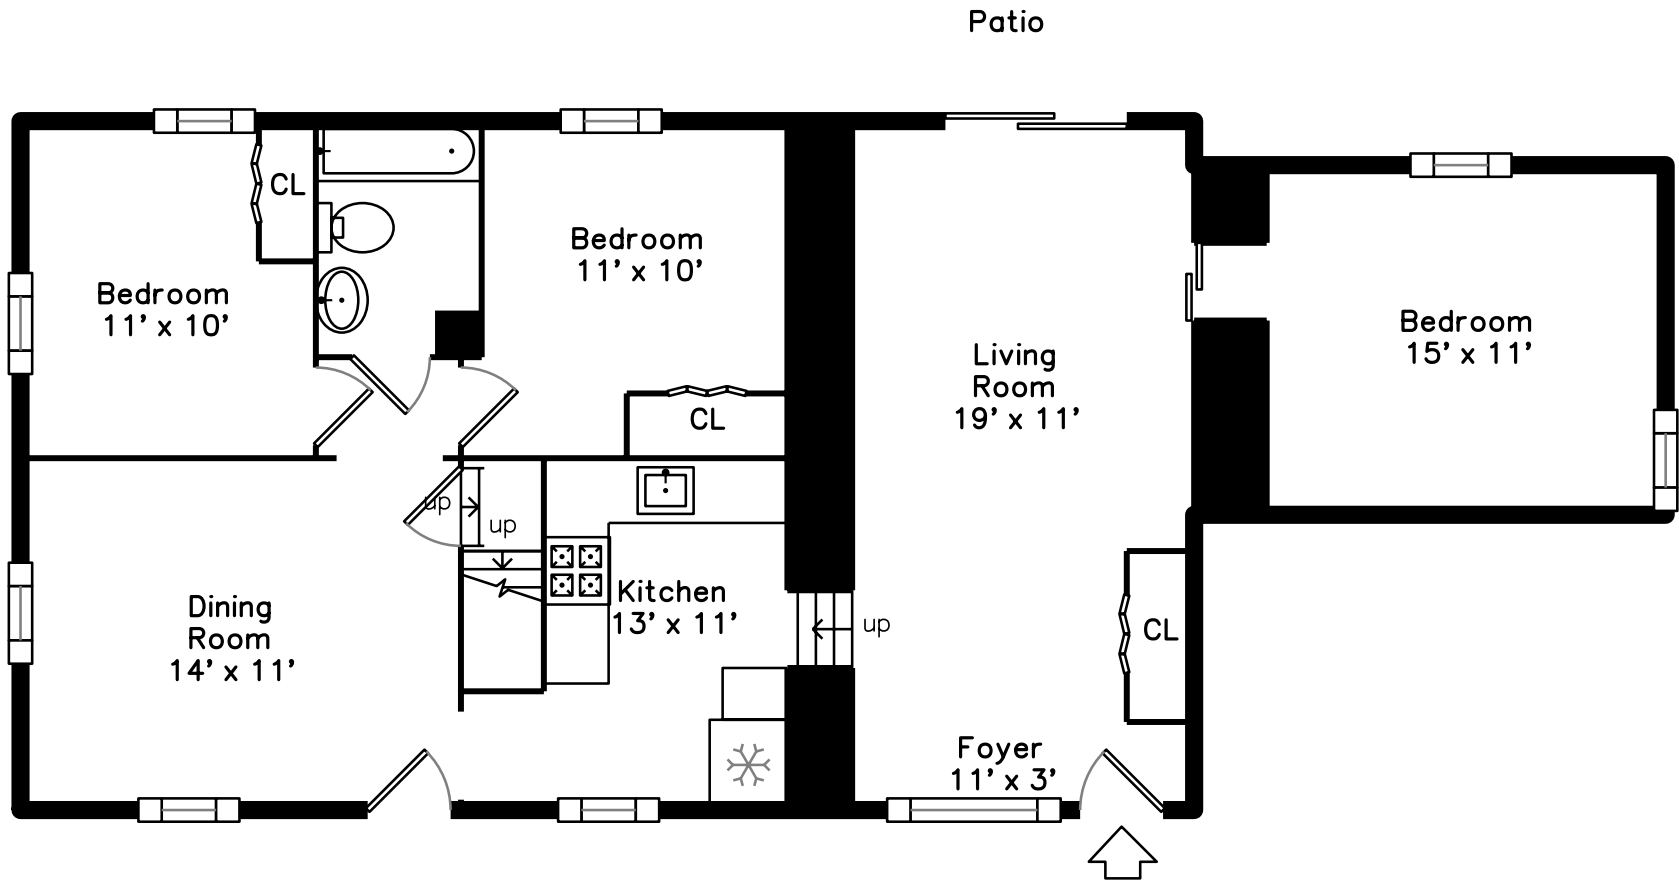 Patio
CL
Bedroom
11' x 10'
Bedroom
11' x 10'
CL
Living
Room
19' x 11'
Bedroom
15' x 11'
up
up
Kitchen
13' x 11'
Dining
Room
14' x 11'
up
CL
Foyer
11' x 3'